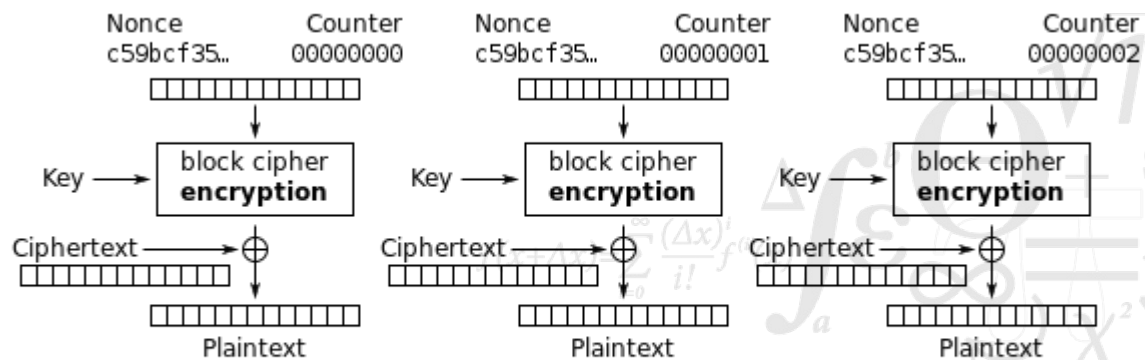 Nonce Counter Nonce Counter Nonce Counter
c59bcf35… 00000000 c59bcf35… 00000001 c59bcf35… 00000002
Key block cipher Key block cipher Key block cipher
encryption encryption encryption
Ciphertext Ciphertext Ciphertext
Plaintext Plaintext Plaintext